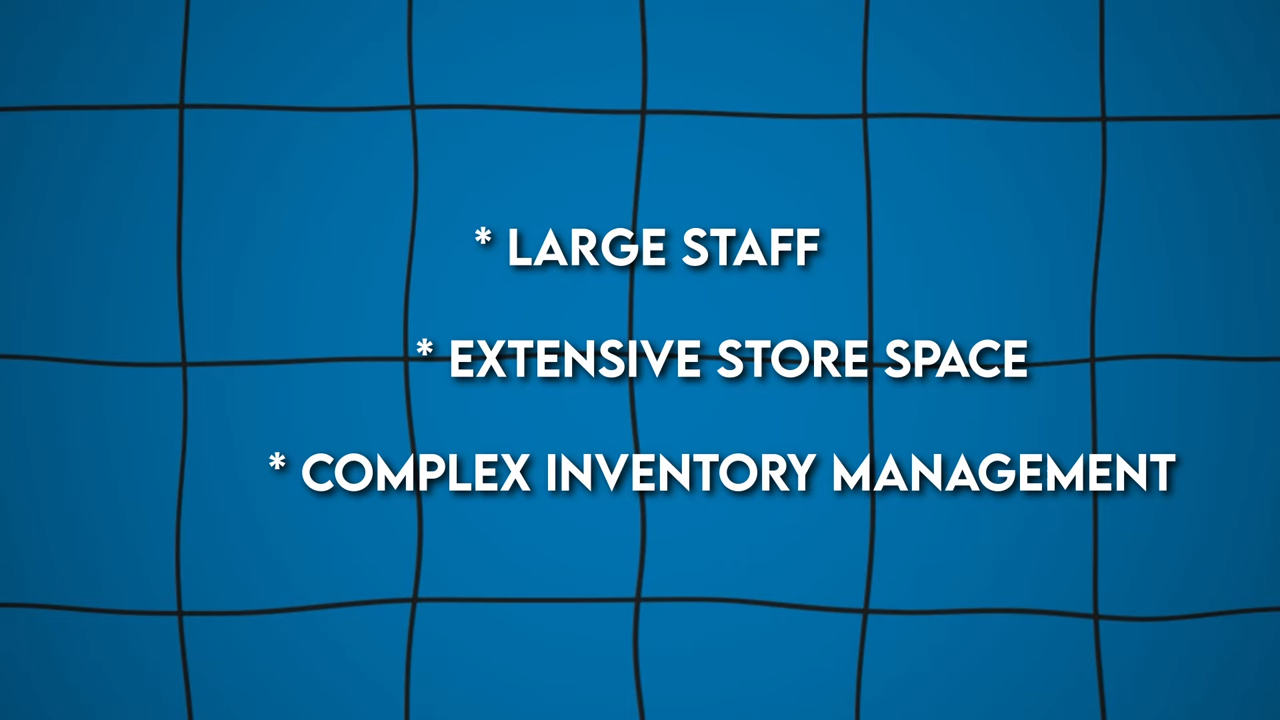 * LARGE STAFF
* EXTENSIVE STORE SPACE
* COMPLEX INVENTORY MANAGEMENT